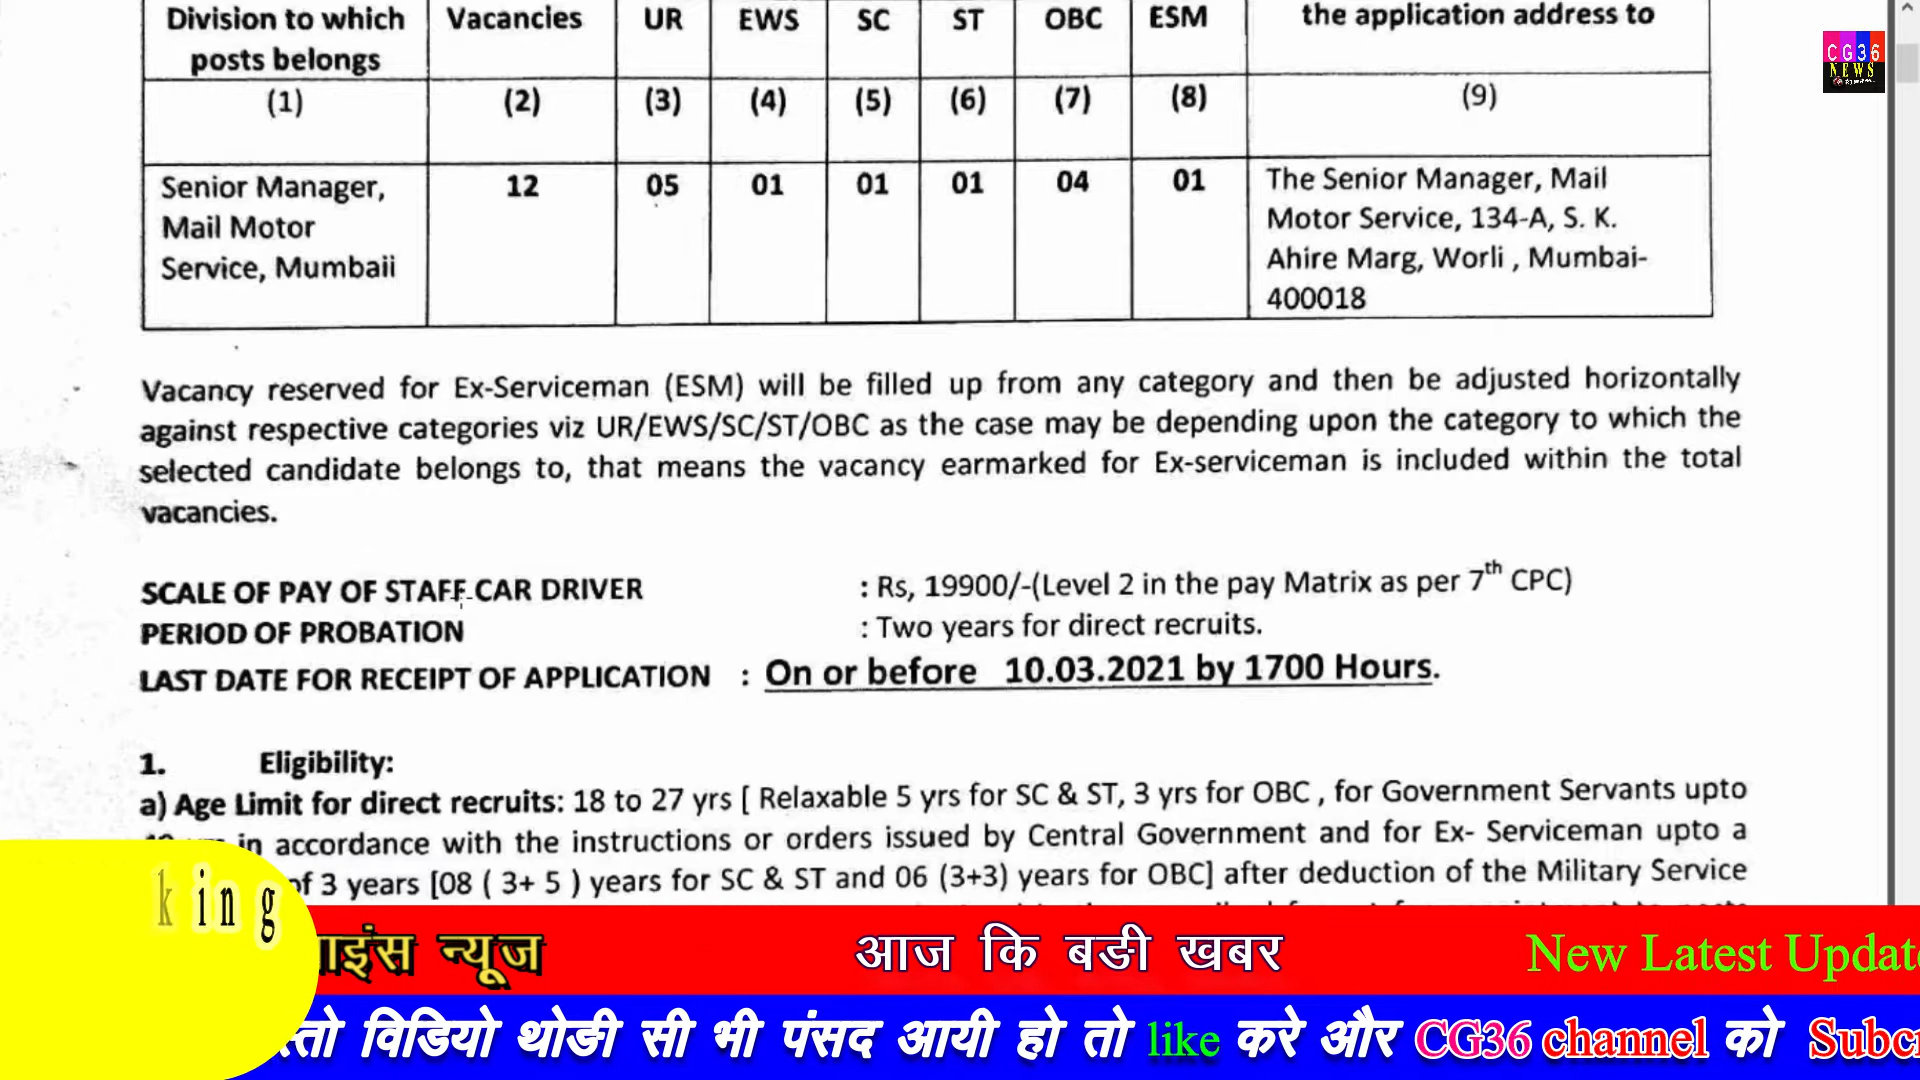 Division to which Vacancies UR EWS SC ST OBC ESM the application address to
posts belongs
(1) (2) (3) (4) (5) (6) (7) (8) (9)
Senior Manager, 12 05 01 01 01 04 01 The Senior Manager, Mail
Mail Motor Motor Service, 134-A, S. K.
Service, Mumbaii Ahire Marg, Worli , Mumbai-
400018
CG36
NEWS
Vacancy reserved for Ex-Serviceman (ESM) will be filled up from any category and then be adjusted horizontally
against respective categories viz UR/EWS/SC/ST/OBC as the case may be depending upon the category to which the
selected candidate belongs to, that means the vacancy earmarked for Ex-serviceman is included within the total
vacancies.
SCALE OF PAY OF STAFF CAR DRIVER : Rs, 19900/-(Level 2 in the pay Matrix as per 7th CPC)
PERIOD OF PROBATION : Two years for direct recruits.
LAST DATE FOR RECEIPT OF APPLICATION : On or before 10.03.2021 by 1700 Hours.
1. Eligibility:
a) Age Limit for direct recruits: 18 to 27 yrs [ Relaxable 5 yrs for SC & ST, 3 yrs for OBC , for Government Servants upto
in accordance with the instructions or orders issued by Central Government and for Ex- Serviceman upto a
of 3 years [08 ( 3+ 5 ) years for SC & ST and 06 (3+3) years for OBC] after deduction of the Military Service
king
ाइंस न्यूज आज कि बङी खबर New Latest Update
स्तो विडियो थोङी सी भी पंसद आयी हो तो like करे और CG36 channel को Subcr